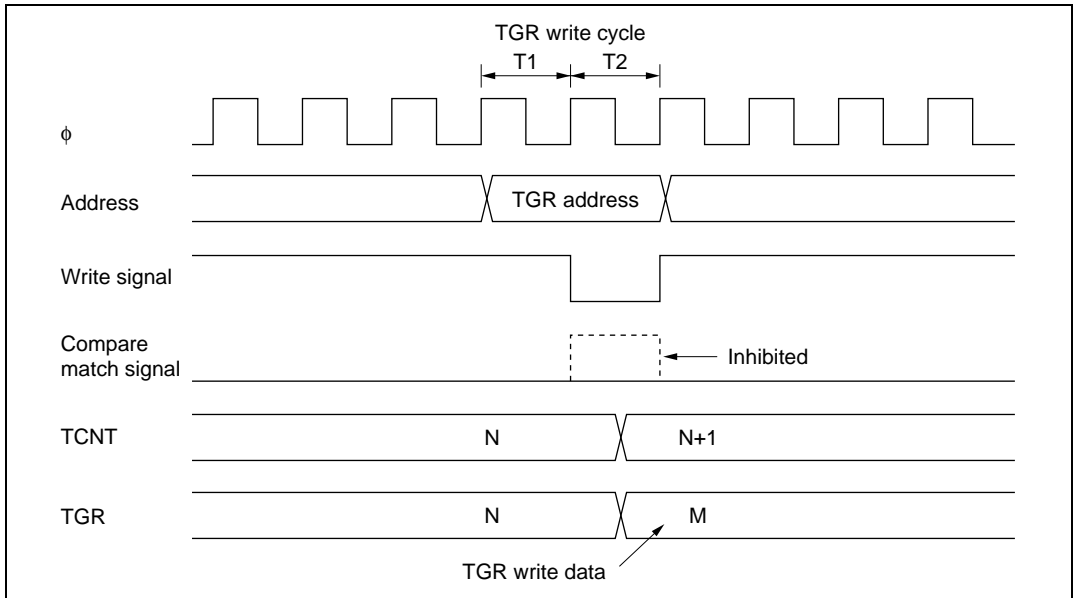 TGR write cycle
T1 T2
ϕ
Address TGR address
Write signal
Compare
match signal Inhibited
TCNT N N+1
TGR N M
TGR write data